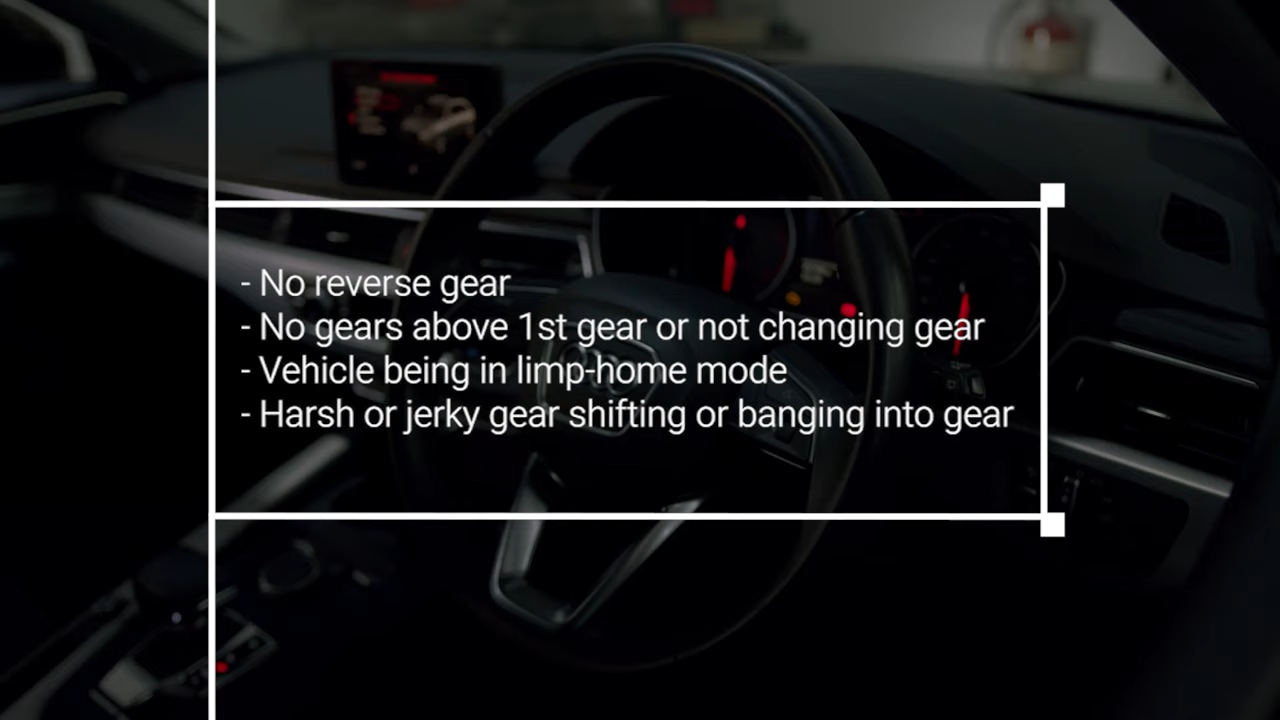 - No reverse gear
- No gears above 1st gear or not changing gear
- Vehicle being in limp-home mode
- Harsh or jerky gear shifting or banging into gear